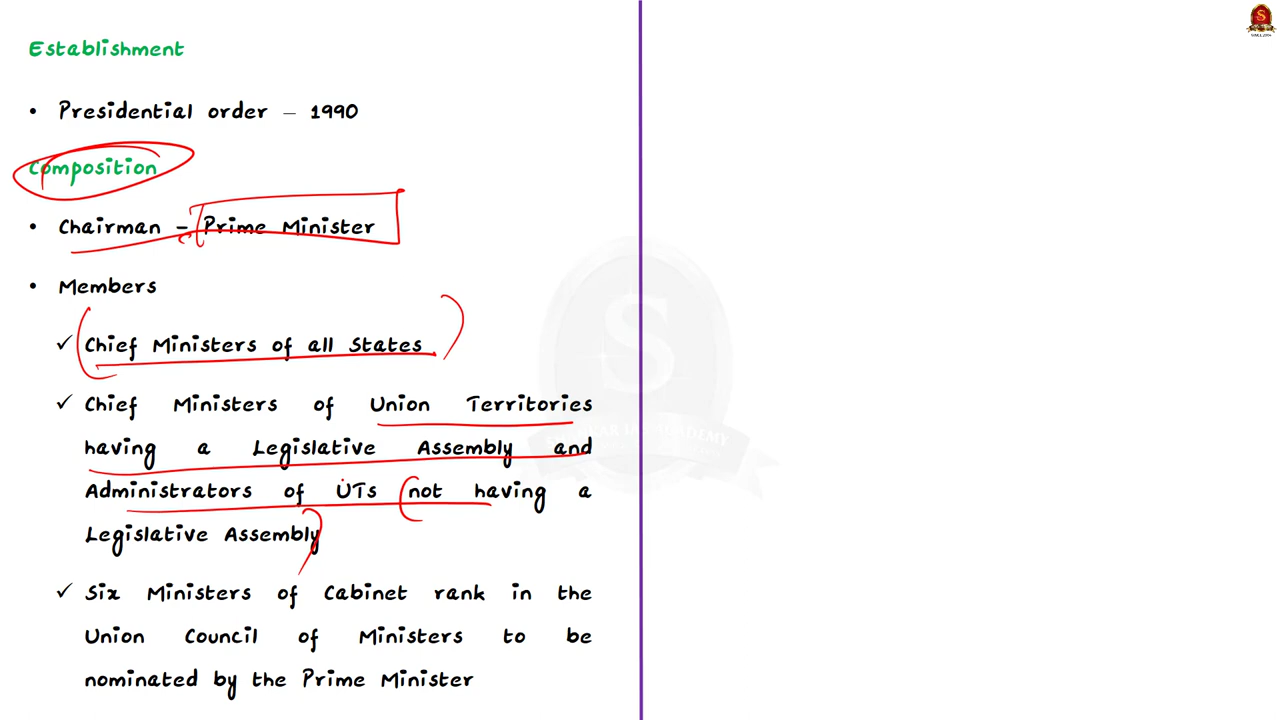 Establishment
• Presidential order – 1990
Composition
• Chairman – Prime Minister
• Members
✓ Chief Ministers of all States
✓ Chief Ministers of Union Territories
having a Legislative Assembly and
Administrators of UTs not having a
Legislative Assembly
✓ Six Ministers of Cabinet rank in the
Union Council of Ministers to be
nominated by the Prime Minister